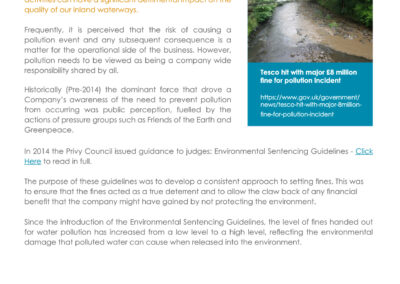 activities can have a significant detrimental impact on the
quality of our inland waterways.
Frequently, it is perceived that the risk of causing a
pollution event and any subsequent consequence is a
matter for the operational side of the business. However,
pollution needs to be viewed as being a company wide
responsibility shared by all.
Historically (Pre-2014) the dominant force that drove a
Company's awareness of the need to prevent pollution
from occurring was public perception, fuelled by the
actions of pressure groups such as Friends of the Earth and
Greenpeace.
Tesco hit with major £8 million
fine for pollution incident
https://www.gov.uk/government/
news/tesco-hit-with-major-8million-
fine-for-pollution-incident
In 2014 the Privy Council issued guidance to judges; Environmental Sentencing Guidelines - Click
Here to read in full.
The purpose of these guidelines was to develop a consistent approach to setting fines. This was
to ensure that the fines acted as a true deterrent and to allow the claw back of any financial
benefit that the company might have gained by not protecting the environment.
Since the introduction of the Environmental Sentencing Guidelines, the level of fines handed out
for water pollution has increased from a low level to a high level, reflecting the environmental
damage that polluted water can cause when released into the environment.